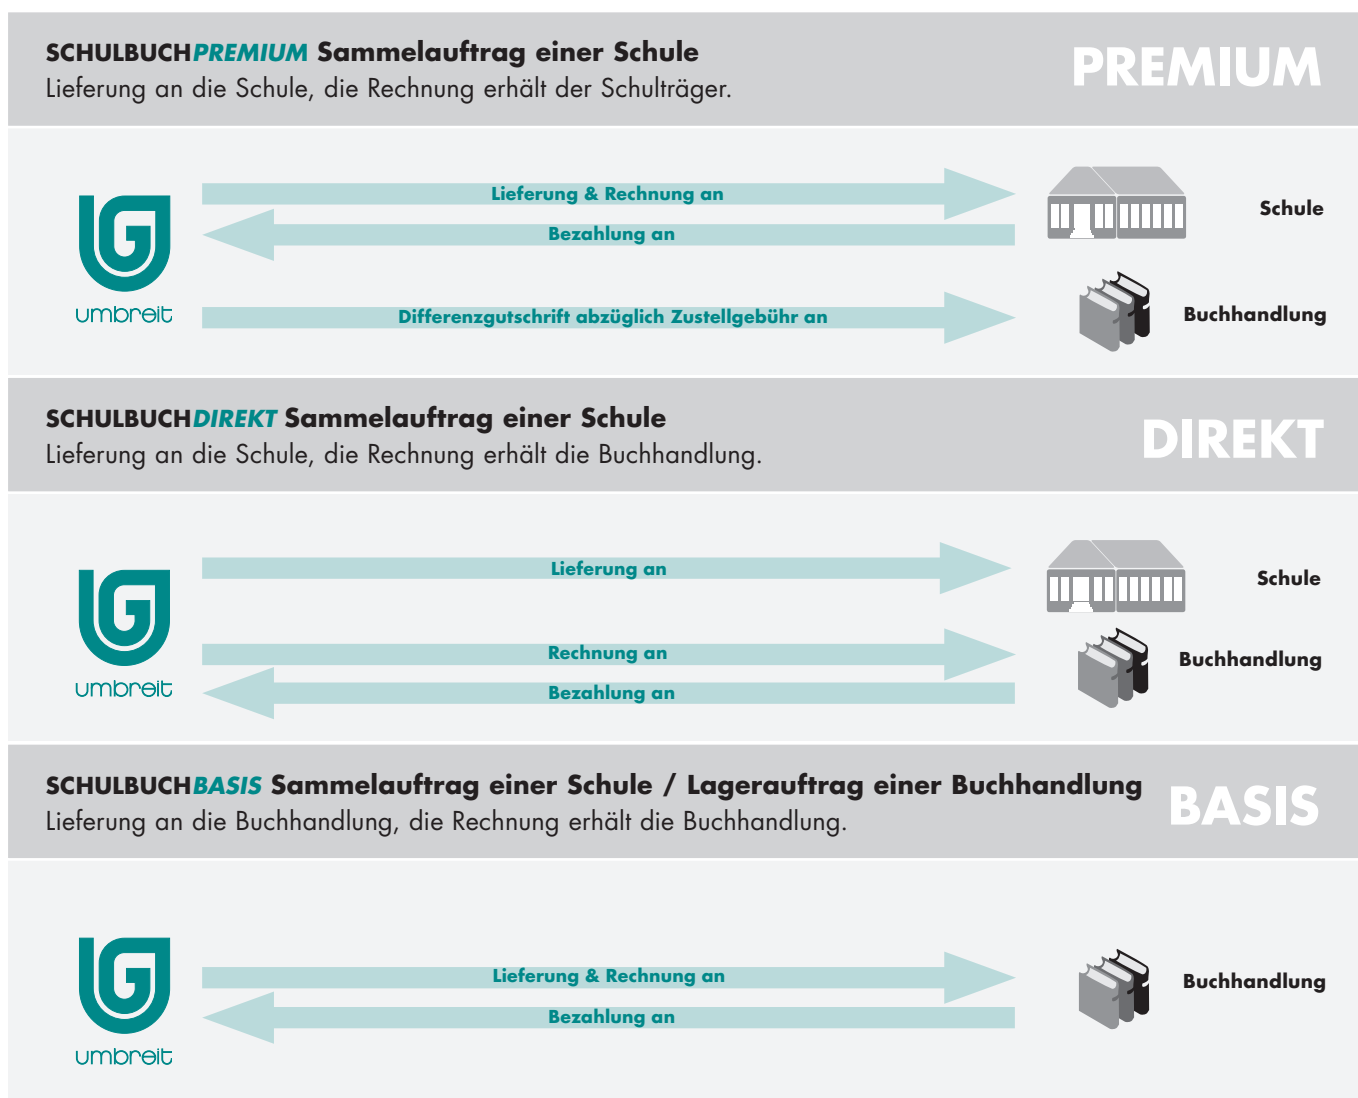 SCHULBUCHPREMIUM Sammelauftrag einer Schule
PREMIUM
Lieferung an die Schule, die Rechnung erhält der Schulträger.
Lieferung & Rechnung an
Schule
Bezahlung an
umbreit
Differenzgutschrift abzüglich Zustellgebühr an
Buchhandlung
SCHULBUCHDIREKT Sammelauftrag einer Schule
DIREKT
Lieferung an die Schule, die Rechnung erhält die Buchhandlung.
Lieferung an
Schule
Rechnung an
Buchhandlung
umbreit
Bezahlung an
SCHULBUCHBASIS Sammelauftrag einer Schule / Lagerauftrag einer Buchhandlung
BASIS
Lieferung an die Buchhandlung, die Rechnung erhält die Buchhandlung.
Lieferung & Rechnung an
Buchhandlung
Bezahlung an
umbreit